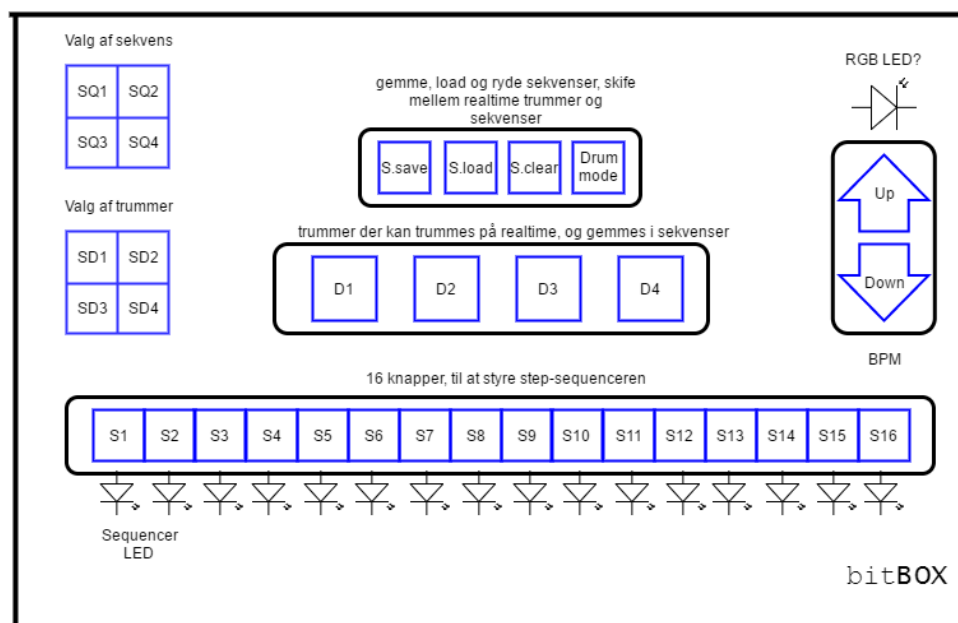 Valg af sekvens
SQ1 SQ2
SQ3 SQ4
gemme, load og ryde sekvenser, skife
mellem realtime trummer og
sekvenser
S.save S.load S.clear Drum
mode
RGB LED?
Up
Down
BPM
Valg af trummer
SD1 SD2
SD3 SD4
trummer der kan trummes på realtime, og gemmes i sekvenser
D1 D2 D3 D4
16 knapper, til at styre step-sequenceren
S1 S2 S3 S4 S5 S6 S7 S8 S9 S10 S11 S12 S13 S14 S15 S16
Sequencer
LED
bitBOX